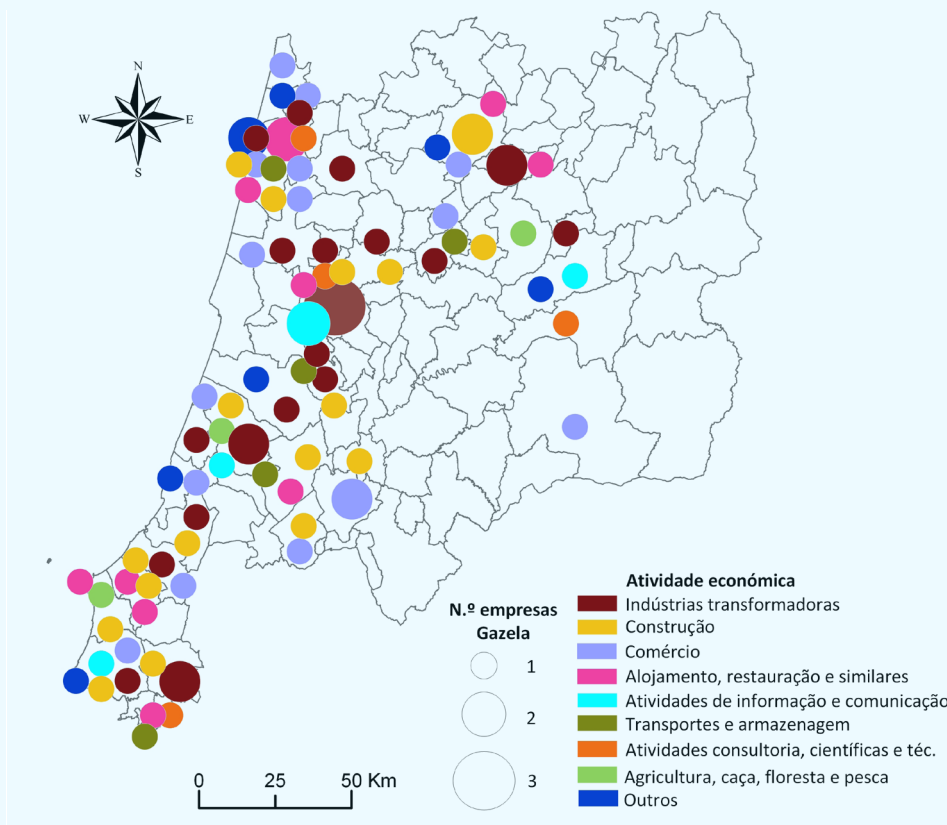 N
W
E
S
Atividade económica
N.º empresas
Gazela
1
2
3
Indústrias transformadoras
Construção
Comércio
Alojamento, restauração e similares
Atividades de informação e comunicação
Transportes e armazenagem
Atividades consultoria, científicas e téc.
Agricultura, caça, floresta e pesca
Outros
0 25 50 Km